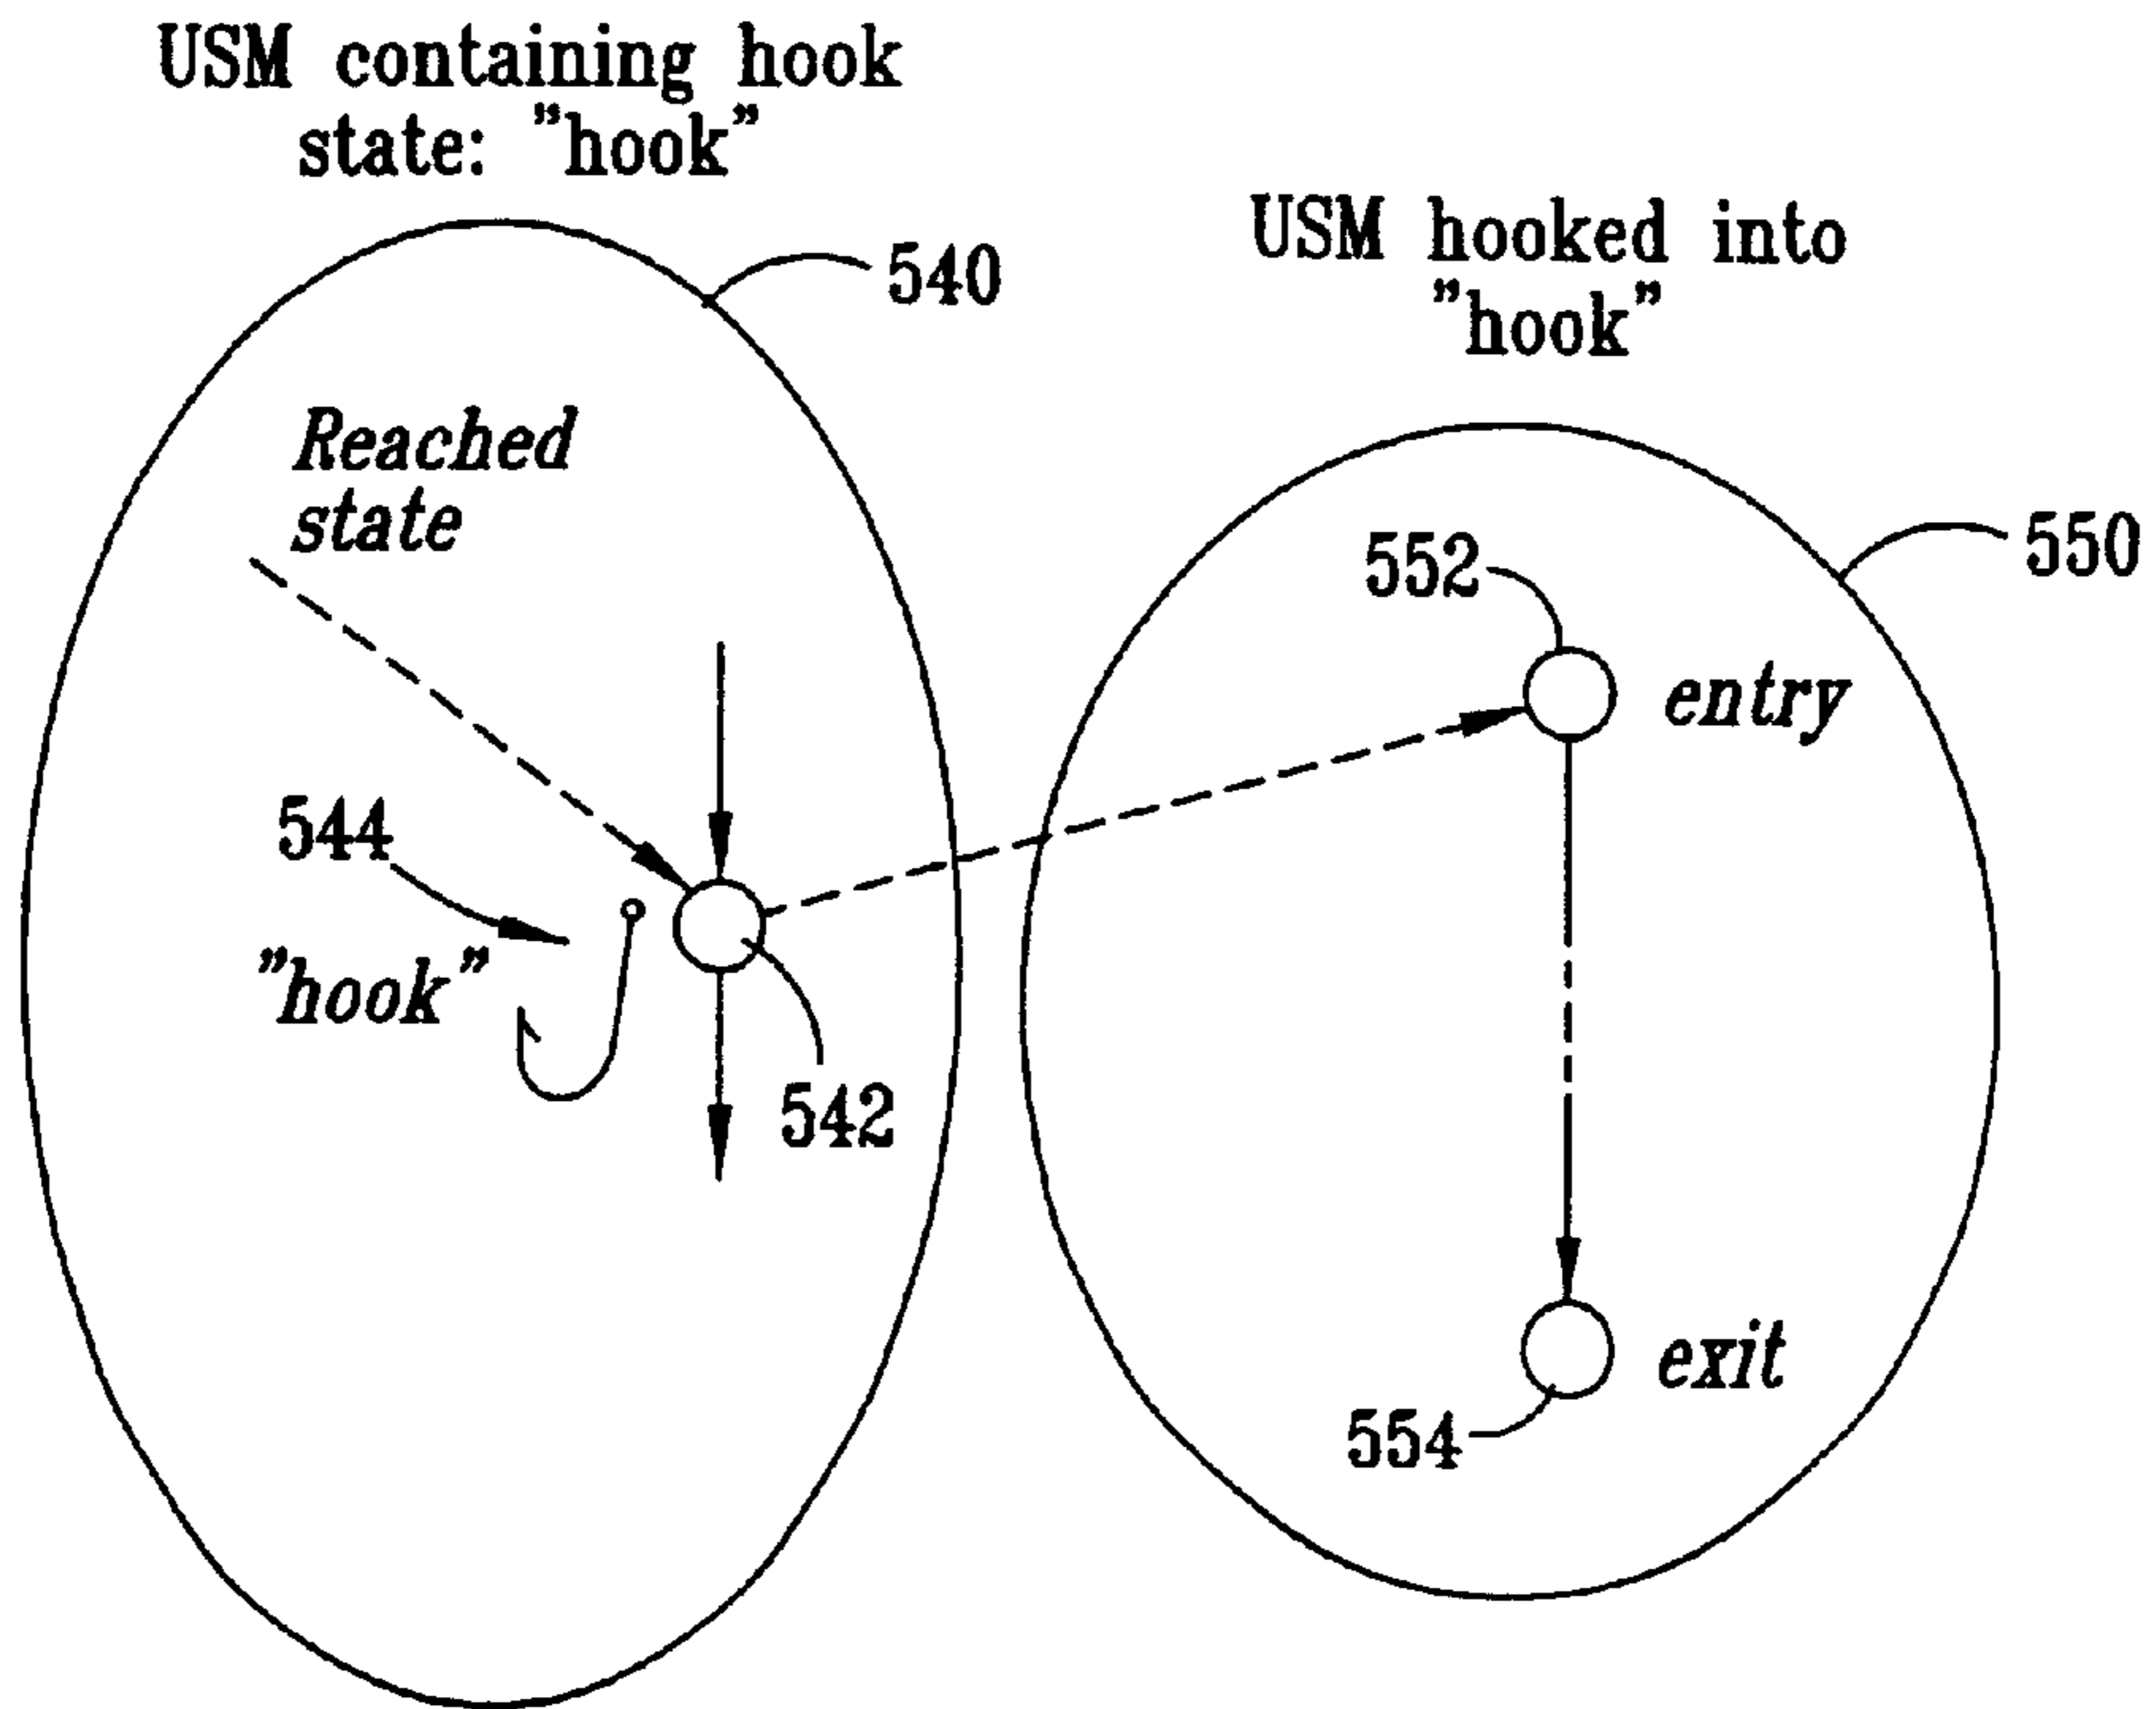 USM containing hook
state: "hook"
540
USM hooked into
"hook"
Reached
state
550
552
entry
544
"hook"
542
exit
554